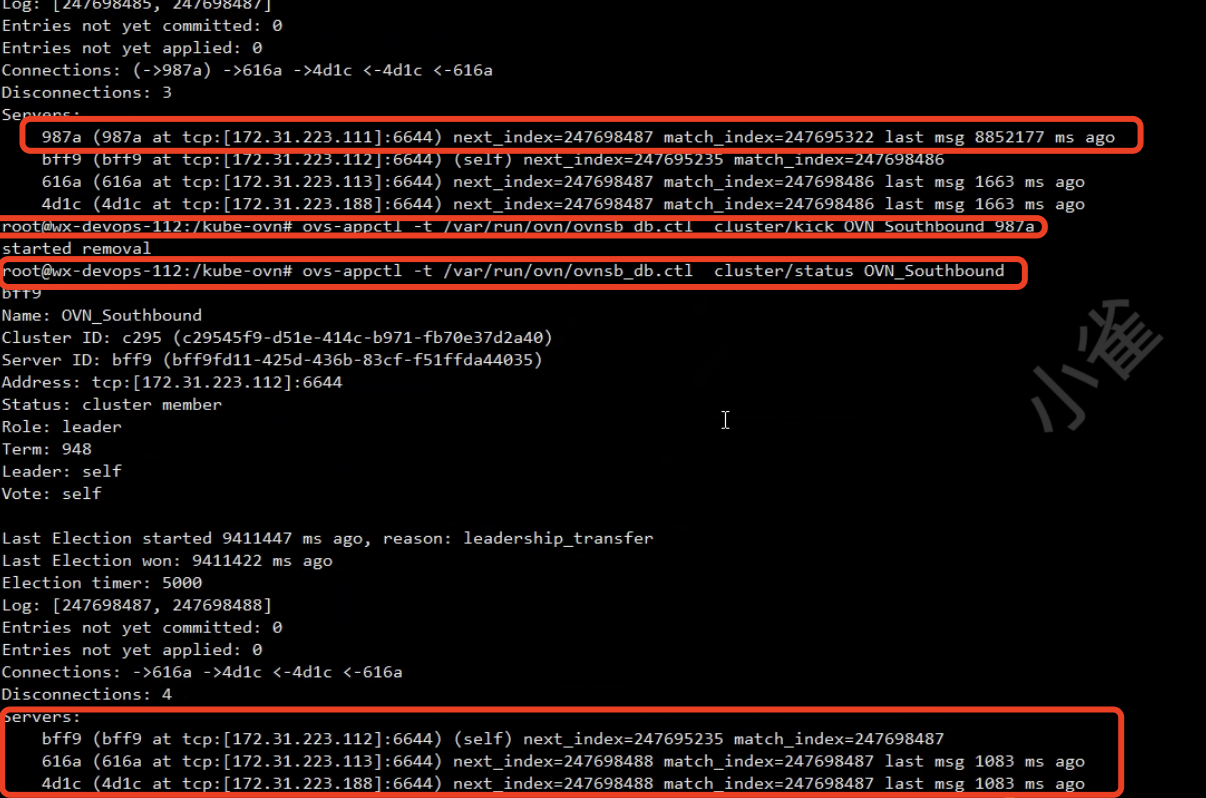 Log: [247698485, 247698487]
Entries not yet committed: 0
Entries not yet applied: 0
Connections: (->987a) ->616a ->4d1c <-4d1c <-616a
Disconnections: 3
Servers:
    987a (987a at tcp:[172.31.223.111]:6644) next_index=247698487 match_index=247695322 last msg 8852177 ms ago
    bff9 (bff9 at tcp:[172.31.223.112]:6644) (self) next_index=247695235 match_index=247698486
    616a (616a at tcp:[172.31.223.113]:6644) next_index=247698487 match_index=247698486 last msg 1663 ms ago
    4d1c (4d1c at tcp:[172.31.223.188]:6644) next_index=247698487 match_index=247698486 last msg 1663 ms ago
root@wx-devops-112:/kube-ovn# ovs-appctl -t /var/run/ovn/ovnsb_db.ctl  cluster/kick OVN_Southbound 987a
started removal
root@wx-devops-112:/kube-ovn# ovs-appctl -t /var/run/ovn/ovnsb_db.ctl  cluster/status OVN_Southbound
bff9
Name: OVN_Southbound
Cluster ID: c295 (c29545f9-d51e-414c-b971-fb70e37d2a40)
Server ID: bff9 (bff9fd11-425d-436b-83cf-f51ffda44035)
Address: tcp:[172.31.223.112]:6644
Status: cluster member
Role: leader
Term: 948
Leader: self
Vote: self
Last Election started 9411447 ms ago, reason: leadership_transfer
Last Election won: 9411422 ms ago
Election timer: 5000
Log: [247698487, 247698488]
Entries not yet committed: 0
Entries not yet applied: 0
Connections: ->616a ->4d1c <-4d1c <-616a
Disconnections: 4
Servers:
    bff9 (bff9 at tcp:[172.31.223.112]:6644) (self) next_index=247695235 match_index=247698487
    616a (616a at tcp:[172.31.223.113]:6644) next_index=247698488 match_index=247698487 last msg 1083 ms ago
    4d1c (4d1c at tcp:[172.31.223.188]:6644) next_index=247698488 match_index=247698487 last msg 1083 ms ago
小雀